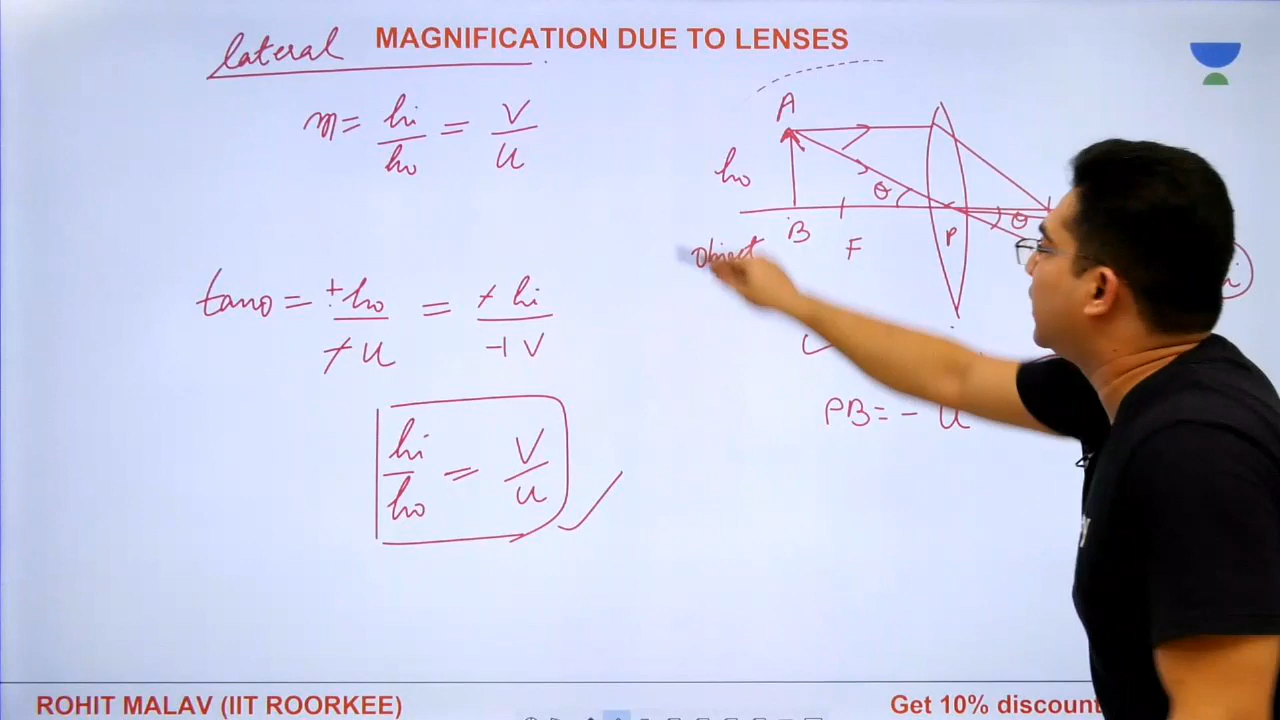 lateral MAGNIFICATION DUE TO LENSES
m = hi/ho = v/u
A
ho
θ
θ
B
F
P
Object
tanθ = +ho/-u = -hi/+v
PB = - u
hi/ho = v/u
ROHIT MALAV (IIT ROORKEE)
Get 10% discount